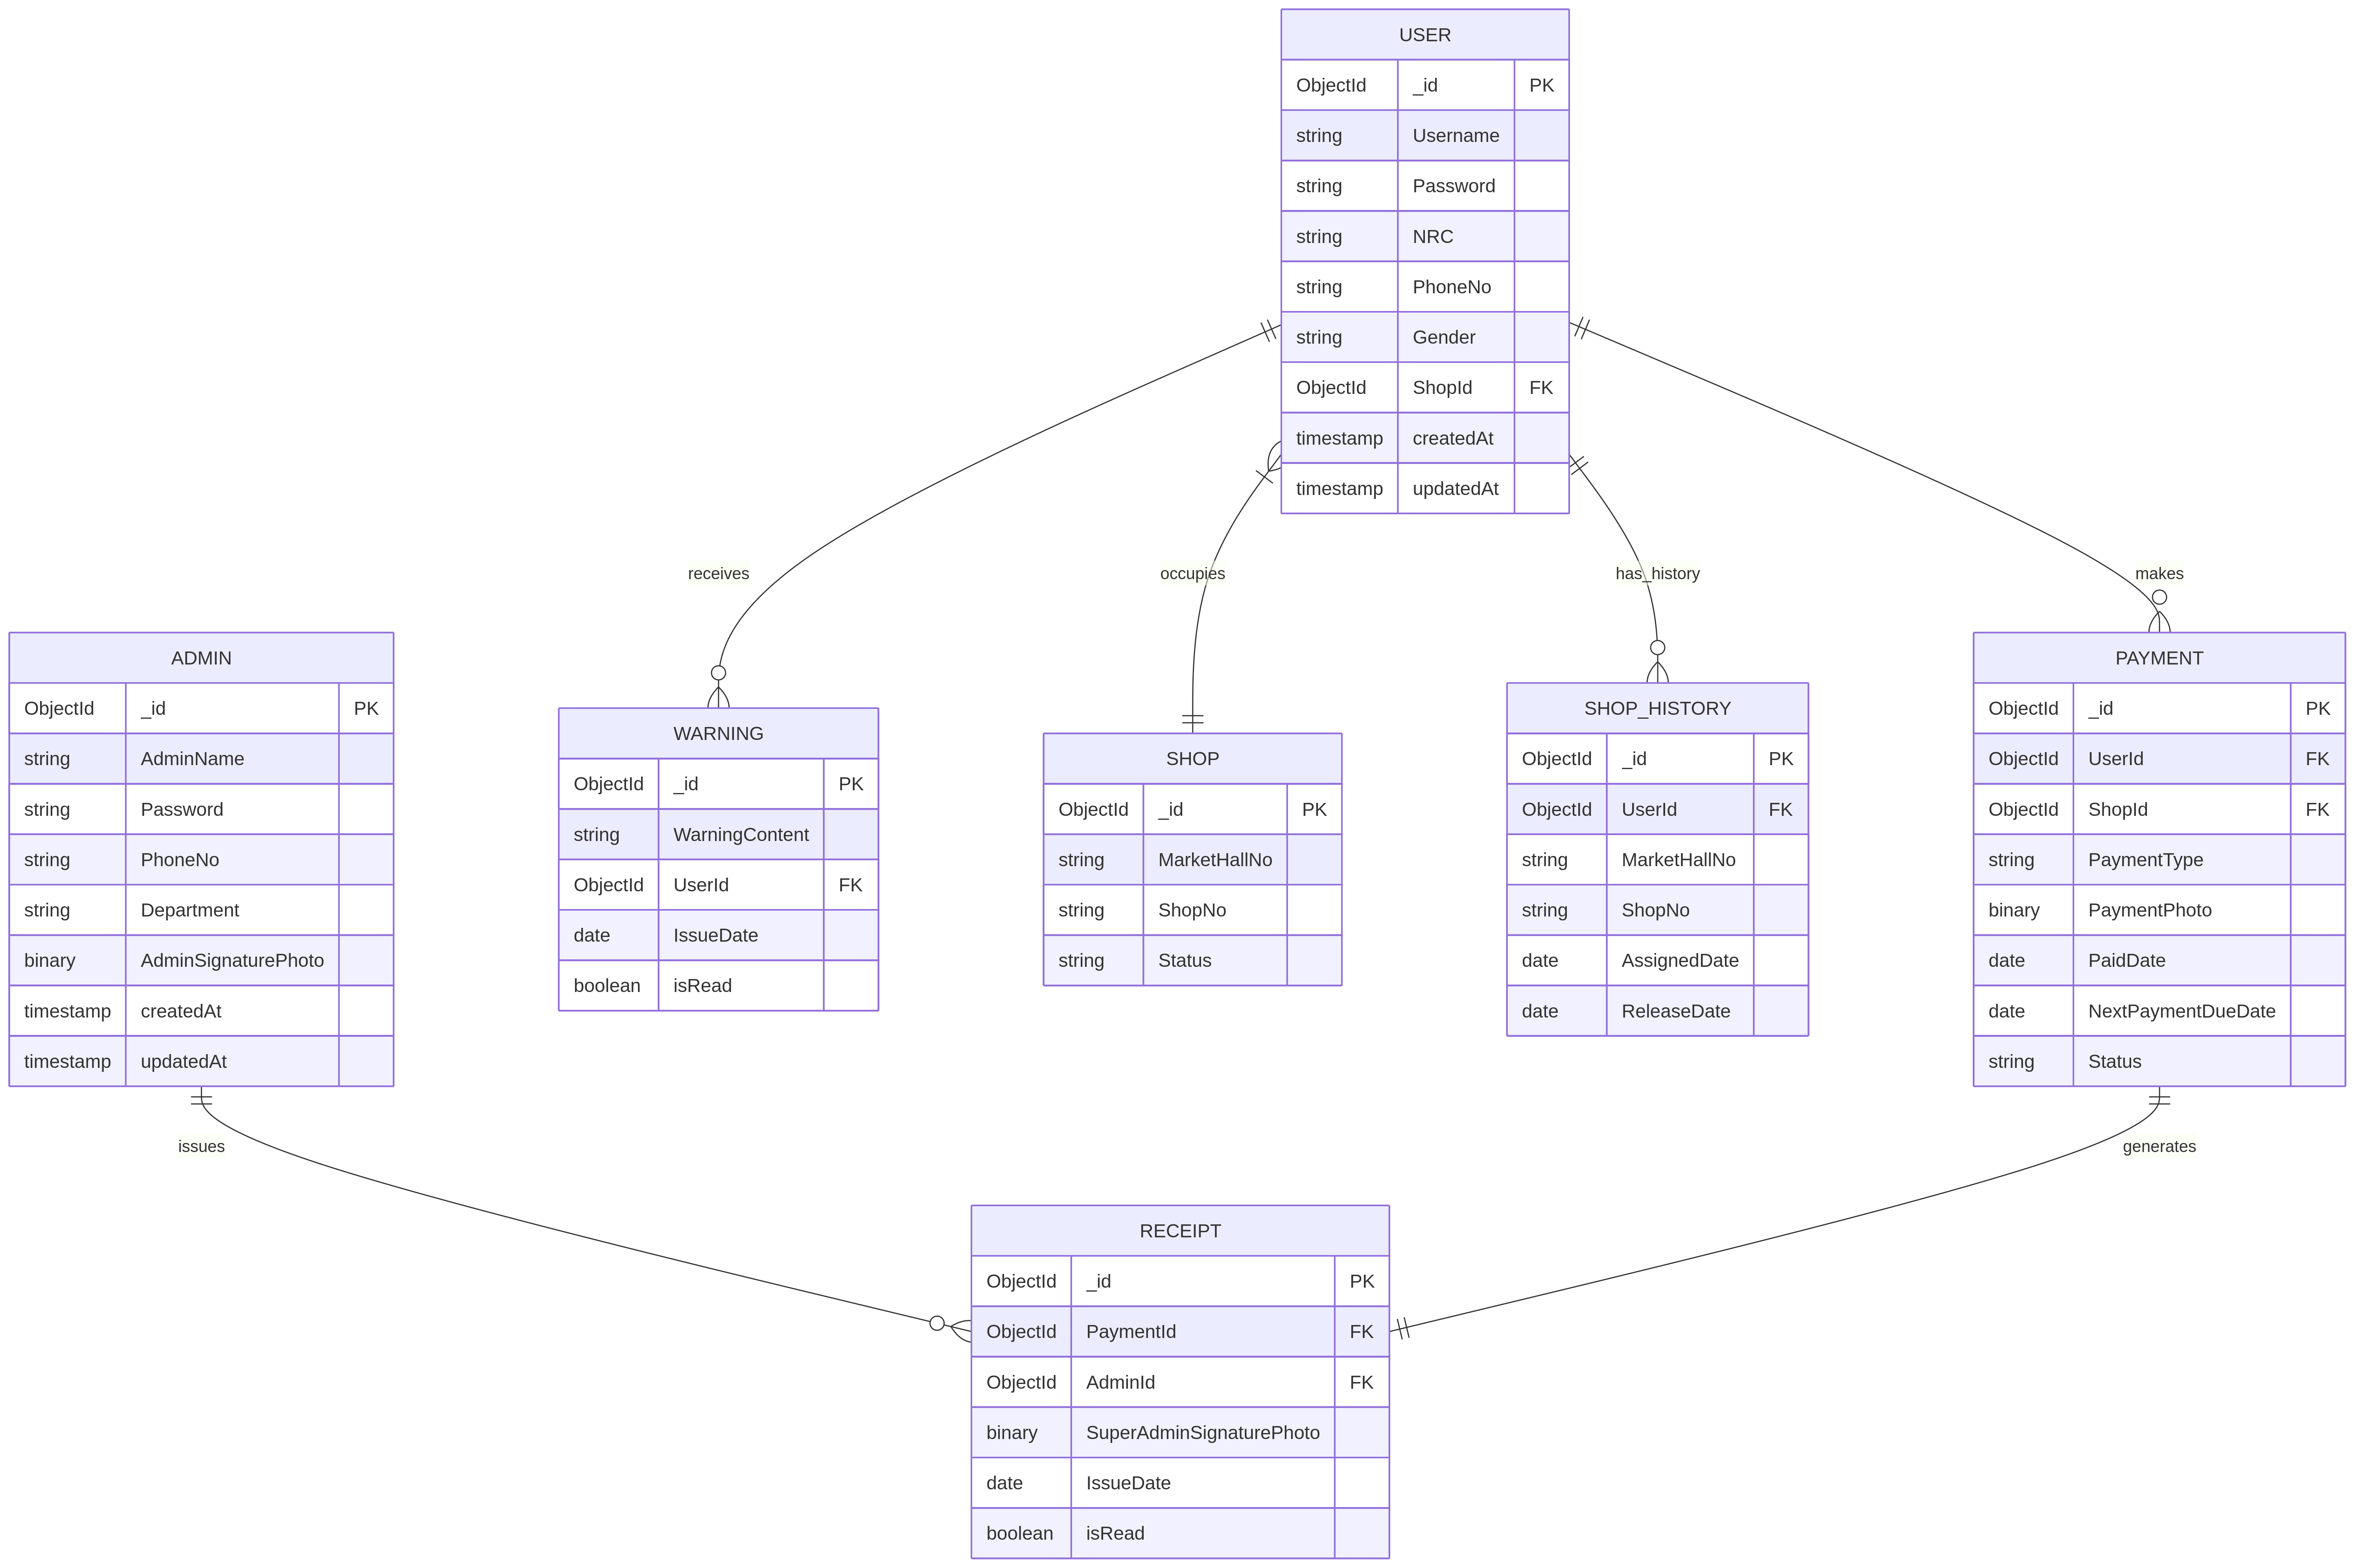 USER
ObjectId _id PK
string Username
string Password
string NRC
string PhoneNo
string Gender
ObjectId ShopId FK
timestamp createdAt
timestamp updatedAt
receives
occupies
has_history
makes
ADMIN
ObjectId _id PK
string AdminName
string Password
string PhoneNo
string Department
binary AdminSignaturePhoto
timestamp createdAt
timestamp updatedAt
WARNING
ObjectId _id PK
string WarningContent
ObjectId UserId FK
date IssueDate
boolean isRead
SHOP
ObjectId _id PK
string MarketHallNo
string ShopNo
string Status
SHOP_HISTORY
ObjectId _id PK
ObjectId UserId FK
string MarketHallNo
string ShopNo
date AssignedDate
date ReleaseDate
PAYMENT
ObjectId _id PK
ObjectId UserId FK
ObjectId ShopId FK
string PaymentType
binary PaymentPhoto
date PaidDate
date NextPaymentDueDate
string Status
issues
generates
RECEIPT
ObjectId _id PK
ObjectId PaymentId FK
ObjectId AdminId FK
binary SuperAdminSignaturePhoto
date IssueDate
boolean isRead